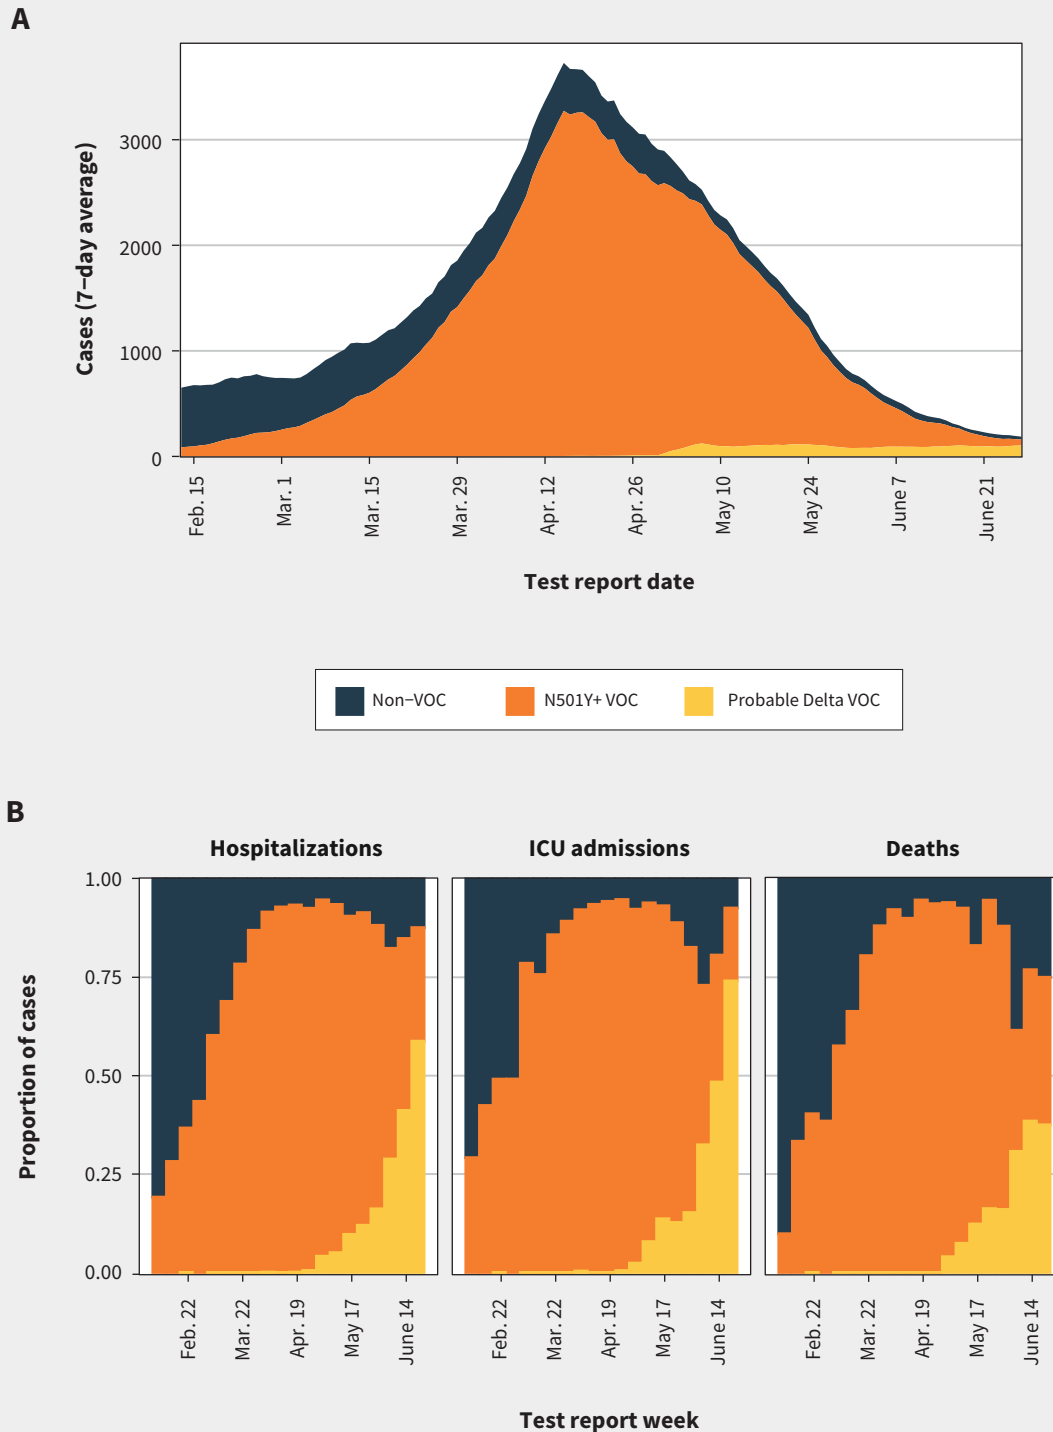 A
Cases (7−day average)
3000
2000
1000
0
Feb. 15
Mar. 1
Mar. 15
Mar. 29
Apr. 12
Apr. 26
May 10
May 24
June 7
June 21
Test report date
Non−VOC
N501Y+ VOC
Probable Delta VOC
B
Hospitalizations
ICU admissions
Deaths
Proportion of cases
1.00
0.75
0.50
0.25
0.00
Feb. 22
Mar. 22
Apr. 19
May 17
June 14
Feb. 22
Mar. 22
Apr. 19
May 17
June 14
Feb. 22
Mar. 22
Apr. 19
May 17
June 14
Test report week